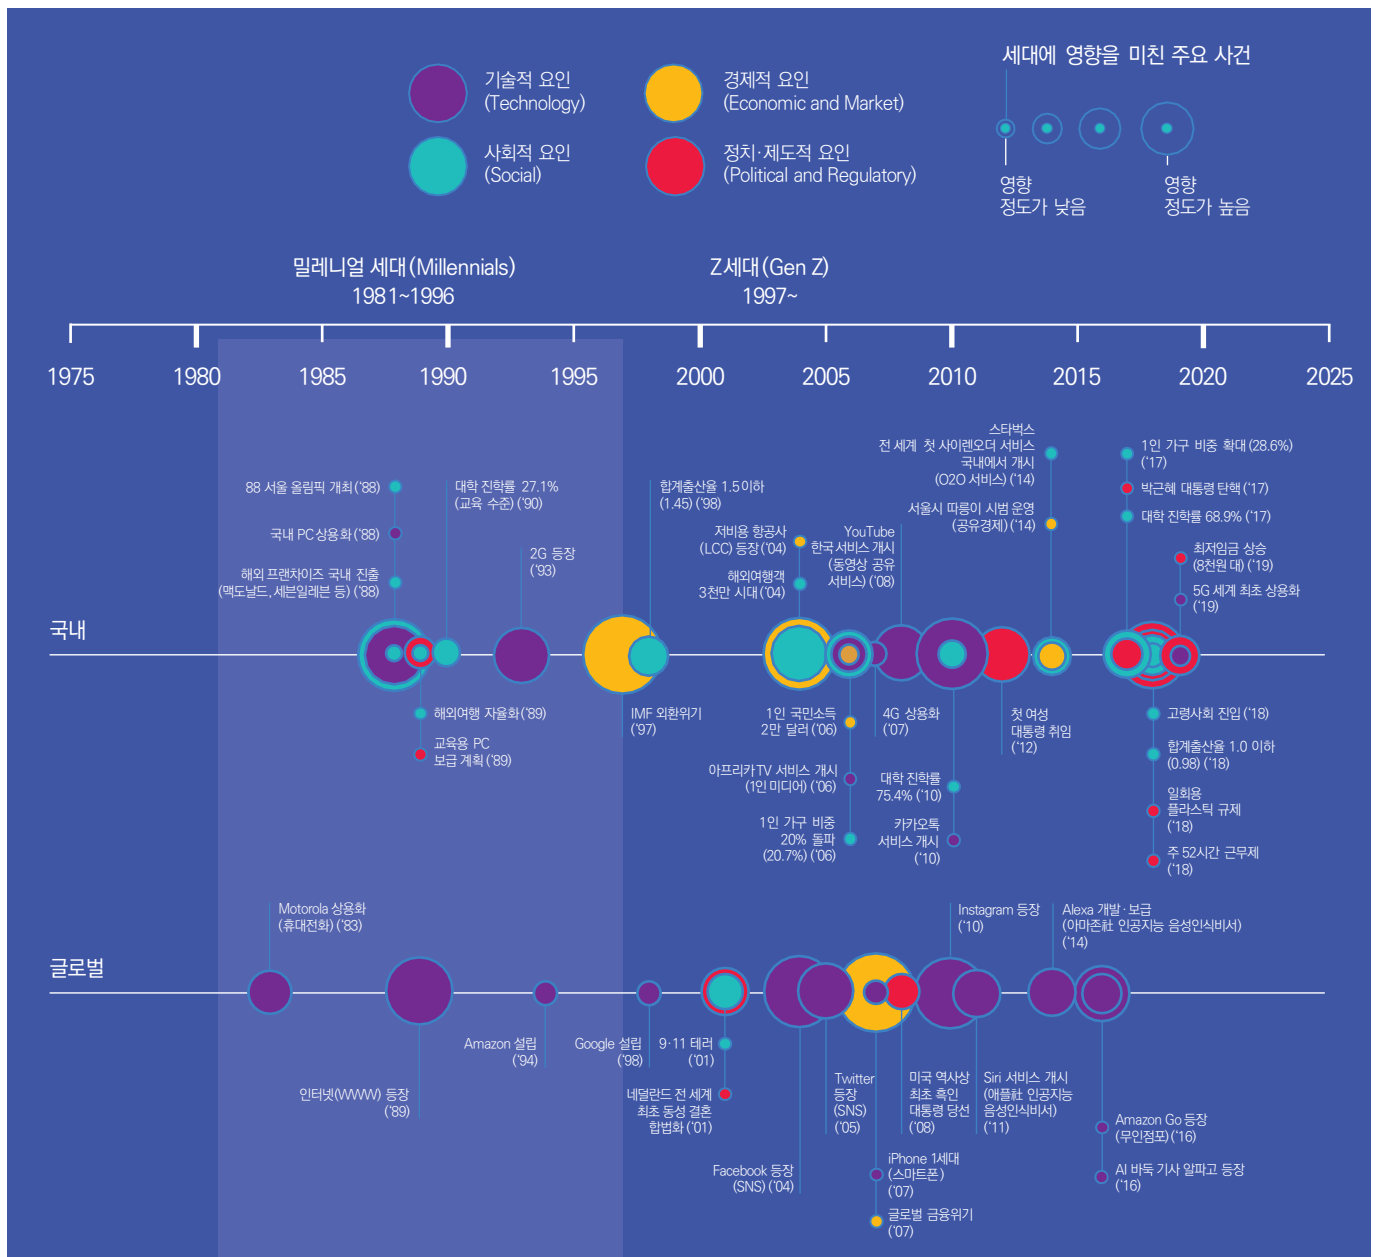 세대에 영향을 미친 주요 사건
기술적 요인
(Technology)
경제적 요인
(Economic and Market)
사회적 요인
(Social)
정치·제도적 요인
(Political and Regulatory)
영향
정도가 낮음
영향
정도가 높음
밀레니얼 세대(Millennials)
1981~1996
Z세대(Gen Z)
1997~
1975
1980
1985
1990
1995
2000
2005
2010
2015
2020
2025
국내
88 서울 올림픽 개최(‘88)
국내 PC상용화(‘88)
해외 프랜차이즈 국내 진출
(맥도날드, 세븐일레븐 등) (‘88)
대학 진학률 27.1%
(교육 수준) (‘90)
2G 등장
(‘93)
합계출산율 1.5이하
(1.45) (‘98)
저비용 항공사
(LCC) 등장(‘04)
해외여행객
3천만 시대(‘04)
YouTube
한국서비스 개시
(동영상 공유
서비스) (‘08)
스타벅스
전 세계 첫 사이렌오더 서비스
국내에서 개시
(O2O 서비스) (‘14)
서울시 따릉이 시범 운영
(공유경제) (‘14)
1인 가구 비중 확대(28.6%)
(‘17)
박근혜 대통령 탄핵(‘17)
대학 진학률 68.9% (‘17)
최저임금 상승
(8천원 대) (‘19)
5G 세계 최초 상용화
(‘19)
해외여행 자율화(‘89)
교육용 PC
보급 계획(‘89)
IMF 외환위기
(‘97)
1인 국민소득
2만 달러(‘06)
아프리카TV 서비스 개시
(1인 미디어) (‘06)
1인 가구 비중
20% 돌파
(20.7%) (‘06)
4G 상용화
(‘07)
대학 진학률
75.4% (‘10)
카카오톡
서비스 개시
(‘10)
첫 여성
대통령 취임
(‘12)
고령사회 진입(‘18)
합계출산율 1.0 이하
(0.98) (‘18)
일회용
플라스틱 규제
(‘18)
주 52시간 근무제
(‘18)
글로벌
Motorola 상용화
(휴대전화) (‘83)
인터넷(WWW) 등장
(‘89)
Amazon 설립
(‘94)
Google 설립
(‘98)
9·11 테러
(‘01)
네덜란드 전 세계
최초 동성 결혼
합법화(‘01)
Facebook 등장
(SNS) (‘04)
Twitter
등장
(SNS)
(‘05)
iPhone 1세대
(스마트폰)
(‘07)
글로벌 금융위기
(‘07)
미국 역사상
최초 흑인
대통령 당선
(‘08)
Instagram 등장
(‘10)
Siri 서비스 개시
(애플社 인공지능
음성인식비서)
(‘11)
Alexa 개발·보급
(아마존社 인공지능 음성인식비서)
(‘14)
Amazon Go 등장
(무인점포) (‘16)
AI 바둑 기사 알파고 등장
(‘16)